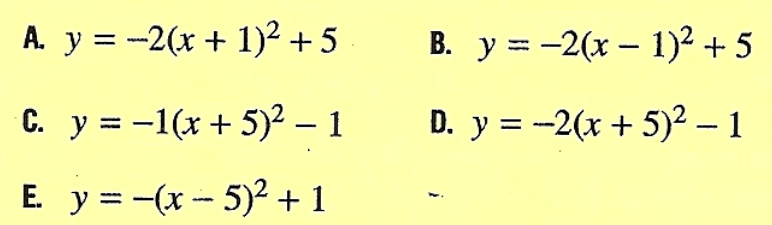 A. y = −2(x + 1)² + 5 B. y = −2(x − 1)² + 5
C. y = −1(x + 5)² − 1 D. y = −2(x + 5)² − 1
E. y = −(x − 5)² + 1